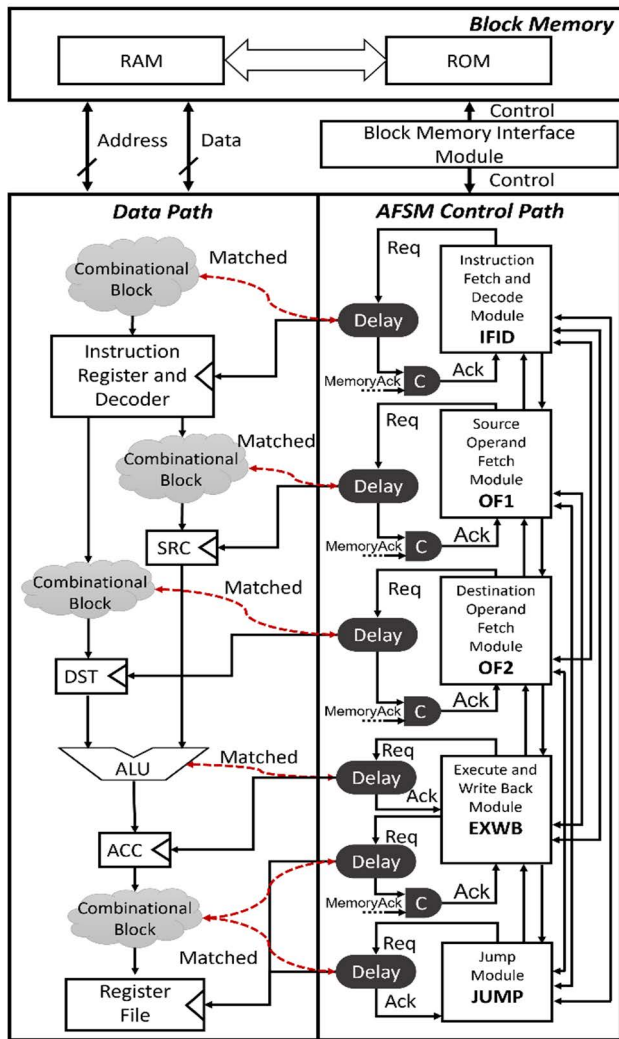 Block Memory
RAM
ROM
Address
Data
Control
Block Memory Interface
Module
Control
Data Path
AFSM Control Path
Combinational
Block
Matched
Instruction
Register and
Decoder
Req
Delay
MemoryAck
C
Ack
Instruction
Fetch and
Decode
Module
IFID
Combinational
Block
Matched
SRC
Req
Delay
MemoryAck
C
Ack
Source
Operand
Fetch
Module
OF1
Combinational
Block
Matched
DST
Req
Delay
MemoryAck
C
Ack
Destination
Operand
Fetch
Module
OF2
ALU
Matched
Req
Delay
Ack
Execute and
Write Back
Module
EXWB
ACC
Req
Delay
MemoryAck
C
Ack
Combinational
Block
Matched
Register
File
Req
Delay
Ack
Jump
Module
JUMP